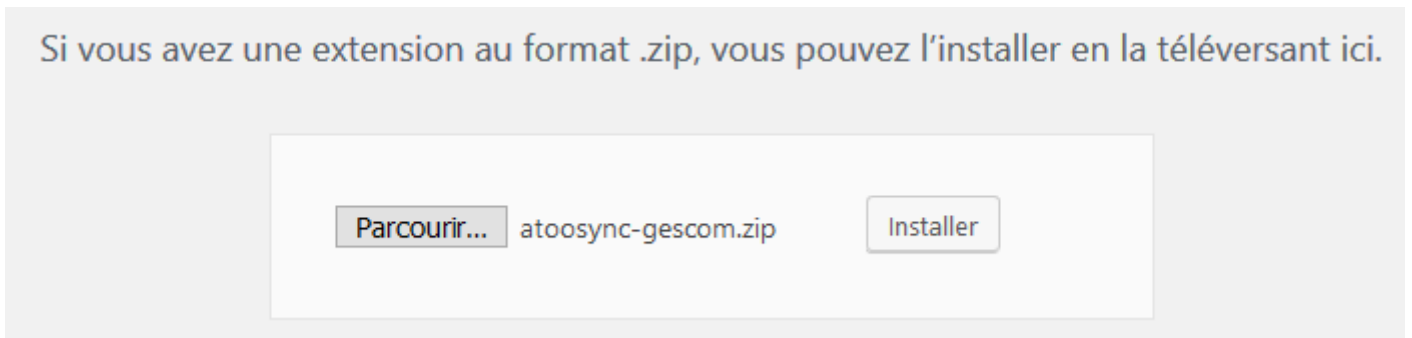 Si vous avez une extension au format .zip, vous pouvez l’installer en la téléversant ici.
Parcourir... atoosync-gescom.zip Installer